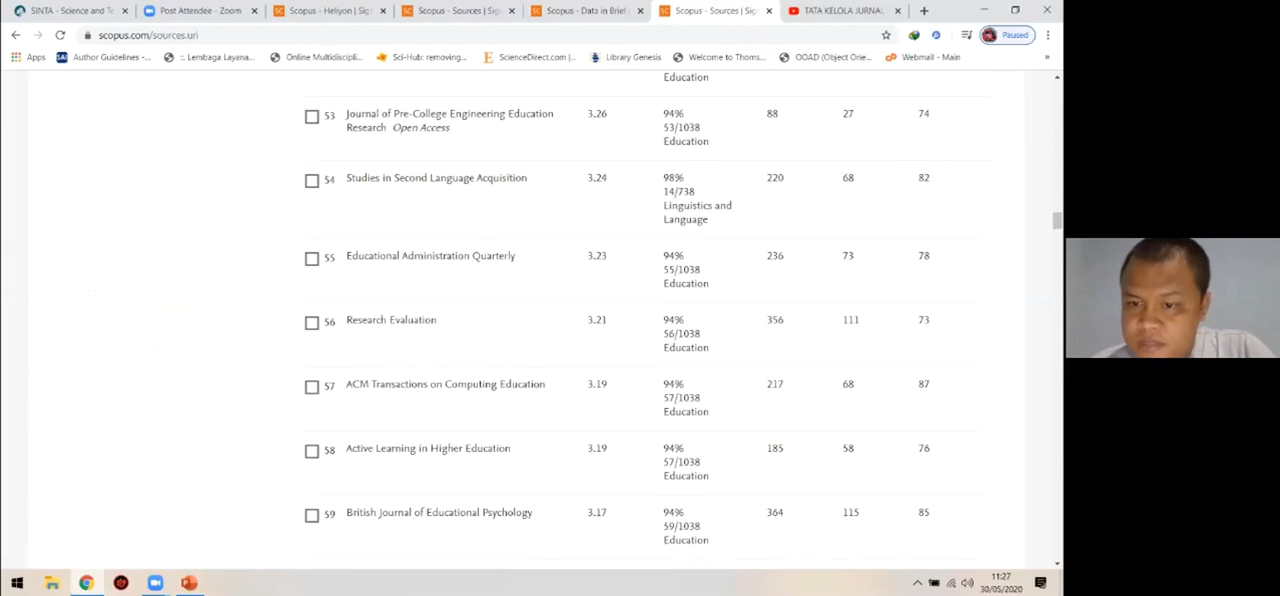 SINTA - Science and Te
Post Attendee - Zoom
Scopus - Heliyon | Sig
Scopus - Sources | Sig
Scopus - Data in Brief
Scopus - Sources | Sig
TATA KELOLA JURNAL
scopus.com/sources.uri
Paused
Apps
Author Guidelines -...
:: Lembaga Layana...
Online Multidiscipli...
Sci-Hub: removing...
ScienceDirect.com |...
Library Genesis
Welcome to Thoms...
OOAD (Object Orie...
Webmail - Main
Education
53 Journal of Pre-College Engineering Education 3.26 94% 88 27 74
Research Open Access 53/1038
Education
54 Studies in Second Language Acquisition 3.24 98% 220 68 82
14/738
Linguistics and
Language
55 Educational Administration Quarterly 3.23 94% 236 73 78
55/1038
Education
56 Research Evaluation 3.21 94% 356 111 73
56/1038
Education
57 ACM Transactions on Computing Education 3.19 94% 217 68 87
57/1038
Education
58 Active Learning in Higher Education 3.19 94% 185 58 76
57/1038
Education
59 British Journal of Educational Psychology 3.17 94% 364 115 85
59/1038
Education
11:27
30/05/2020